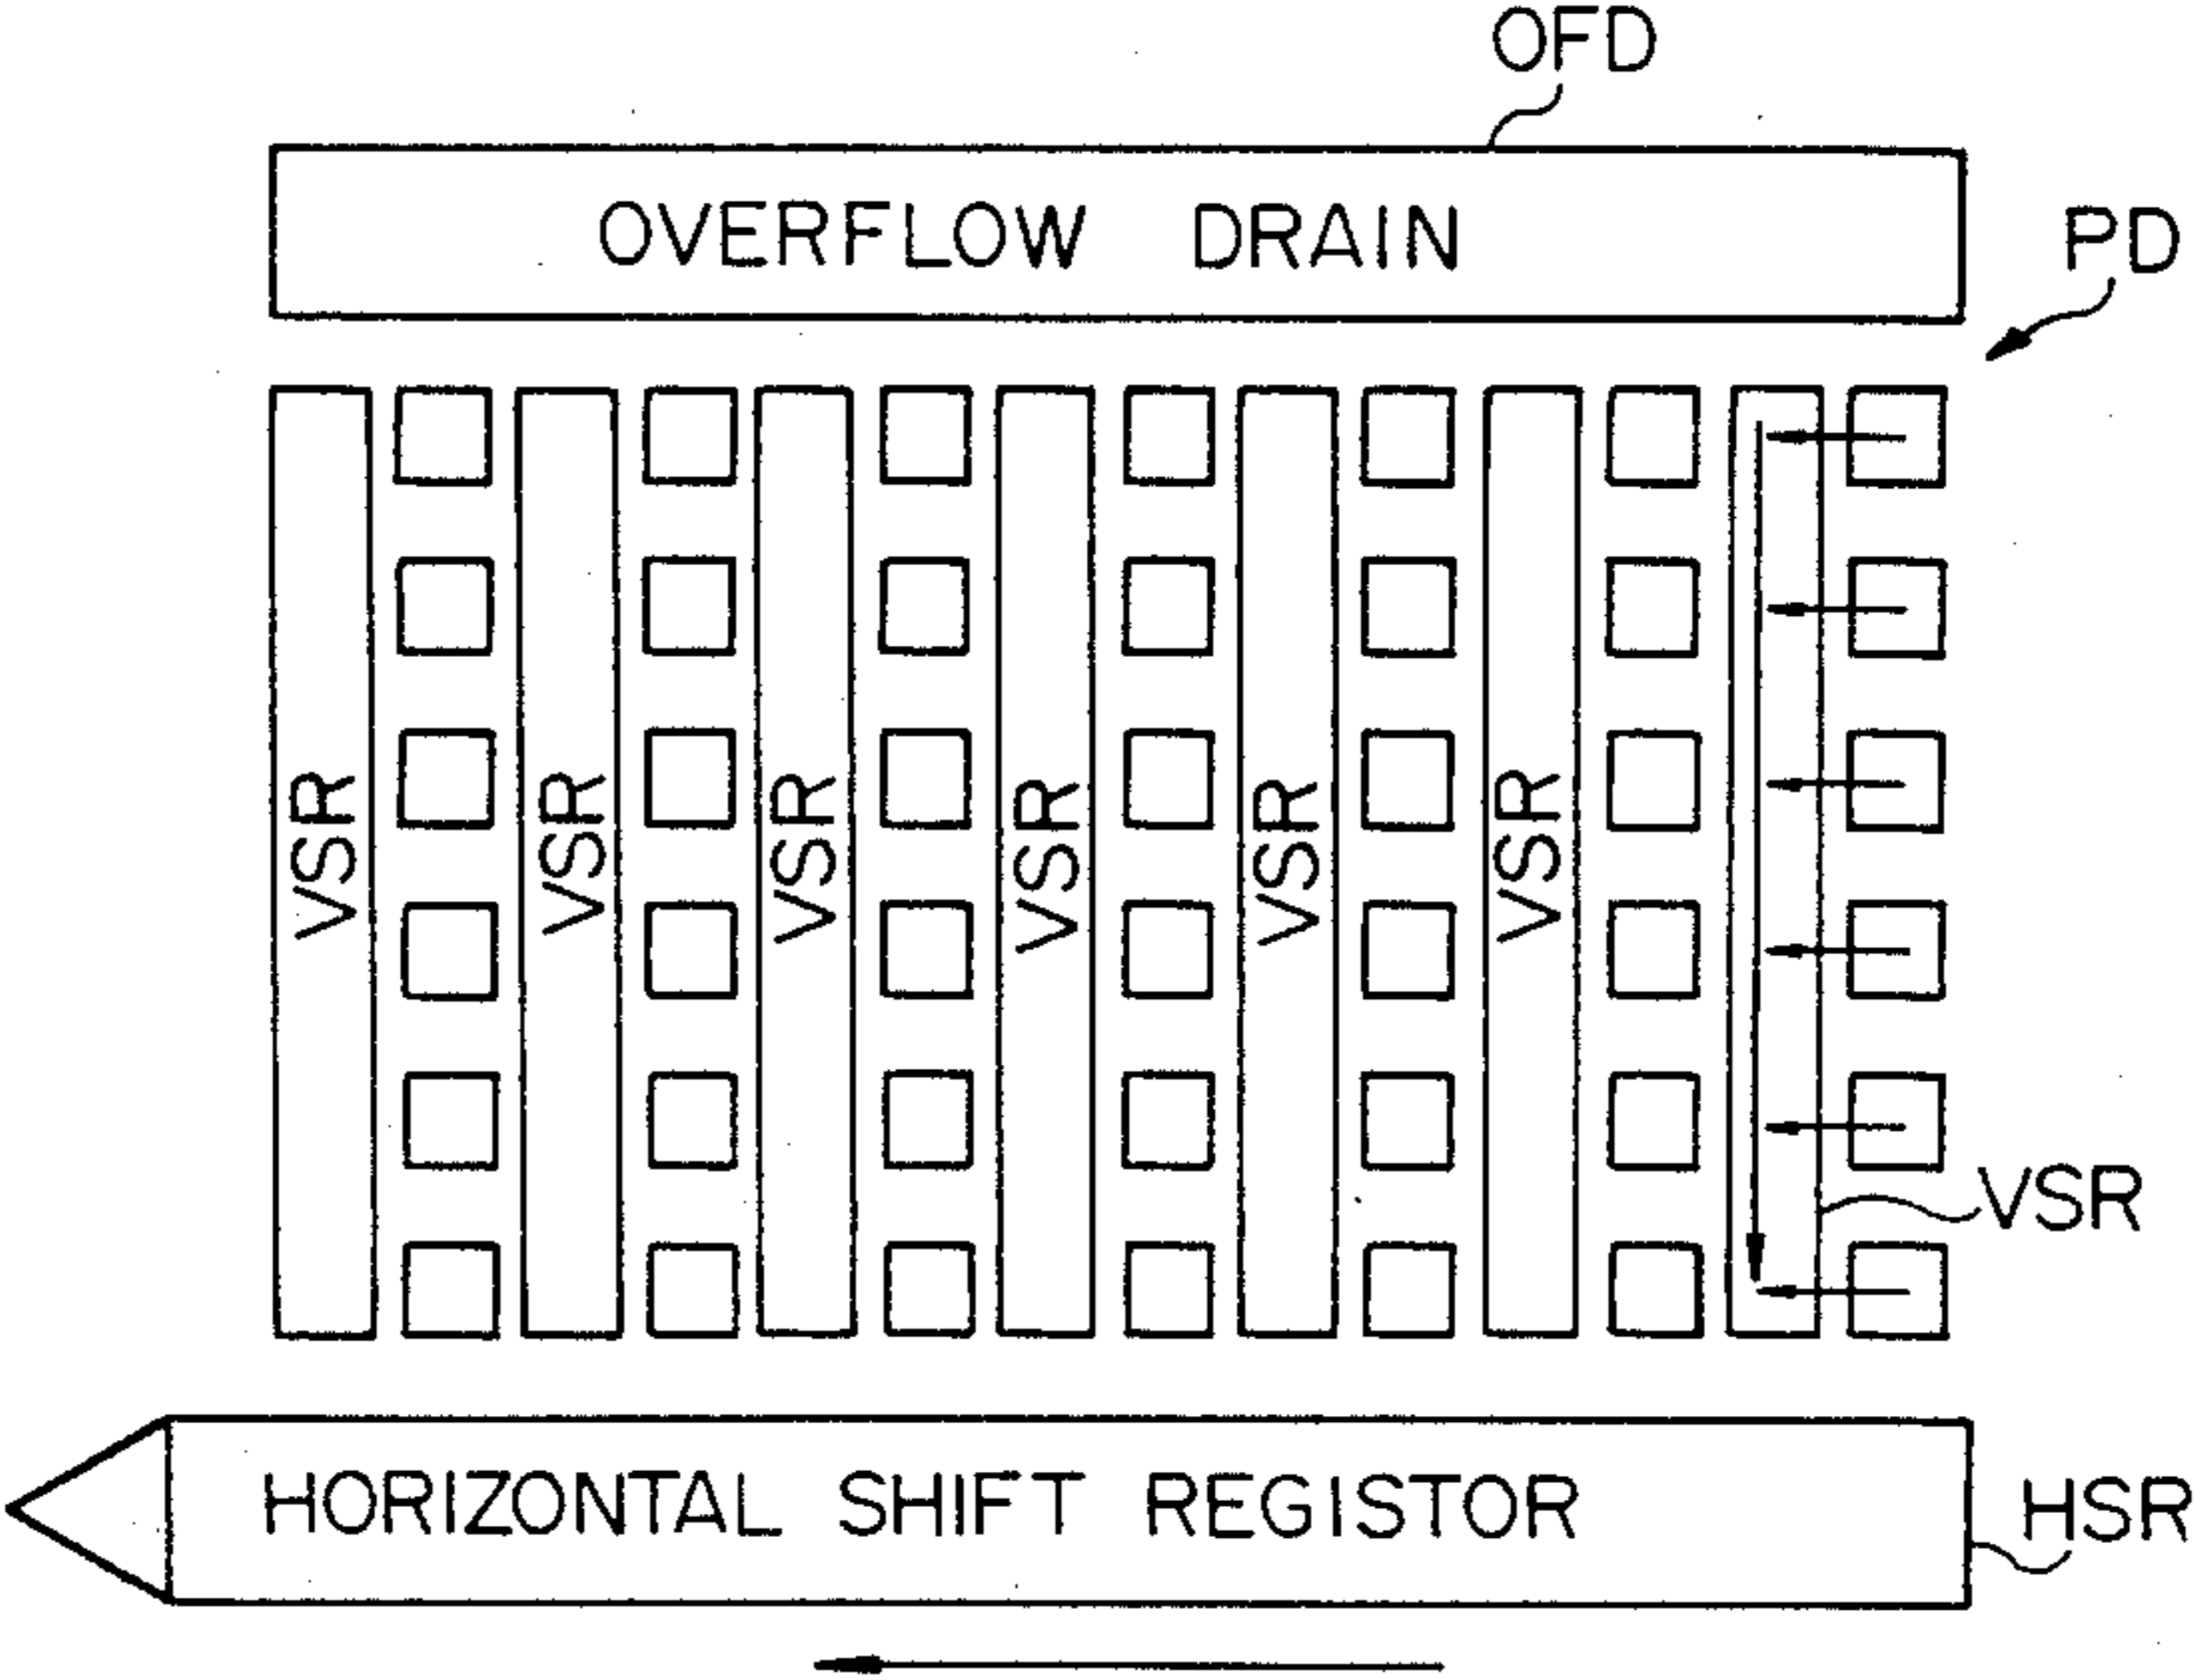 OFD
OVERFLOW DRAIN
PD
VSR
VSR
VSR
VSR
VSR
VSR
VSR
HORIZONTAL SHIFT REGISTOR
HSR